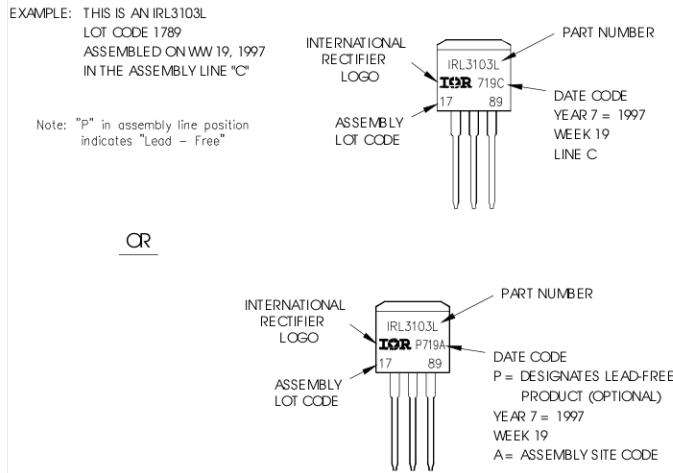 EXAMPLE: THIS IS AN IRL3103L
LOT CODE 1789
ASSEMBLED ON WW 19, 1997
IN THE ASSEMBLY LINE "C"
Note: "P" in assembly line position
indicates "Lead - Free"
INTERNATIONAL
RECTIFIER
LOGO
ASSEMBLY
LOT CODE
IRL3103L
IOR 719C
17 89
PART NUMBER
DATE CODE
YEAR 7 = 1997
WEEK 19
LINE C
OR
INTERNATIONAL
RECTIFIER
LOGO
ASSEMBLY
LOT CODE
IRL3103L
IOR P719A
17 89
PART NUMBER
DATE CODE
P = DESIGNATES LEAD-FREE
PRODUCT (OPTIONAL)
YEAR 7 = 1997
WEEK 19
A = ASSEMBLY SITE CODE